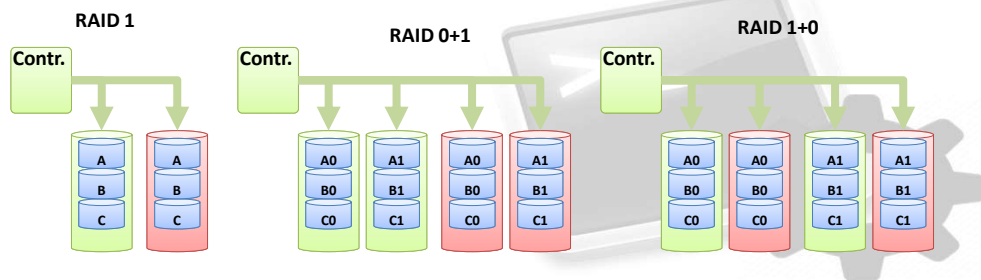 RAID 1
Contr.
A A
B B
C C
RAID 0+1
Contr.
A0 A1 A0 A1
B0 B1 B0 B1
C0 C1 C0 C1
RAID 1+0
Contr.
A0 A0 A1 A1
B0 B0 B1 B1
C0 C0 C1 C1